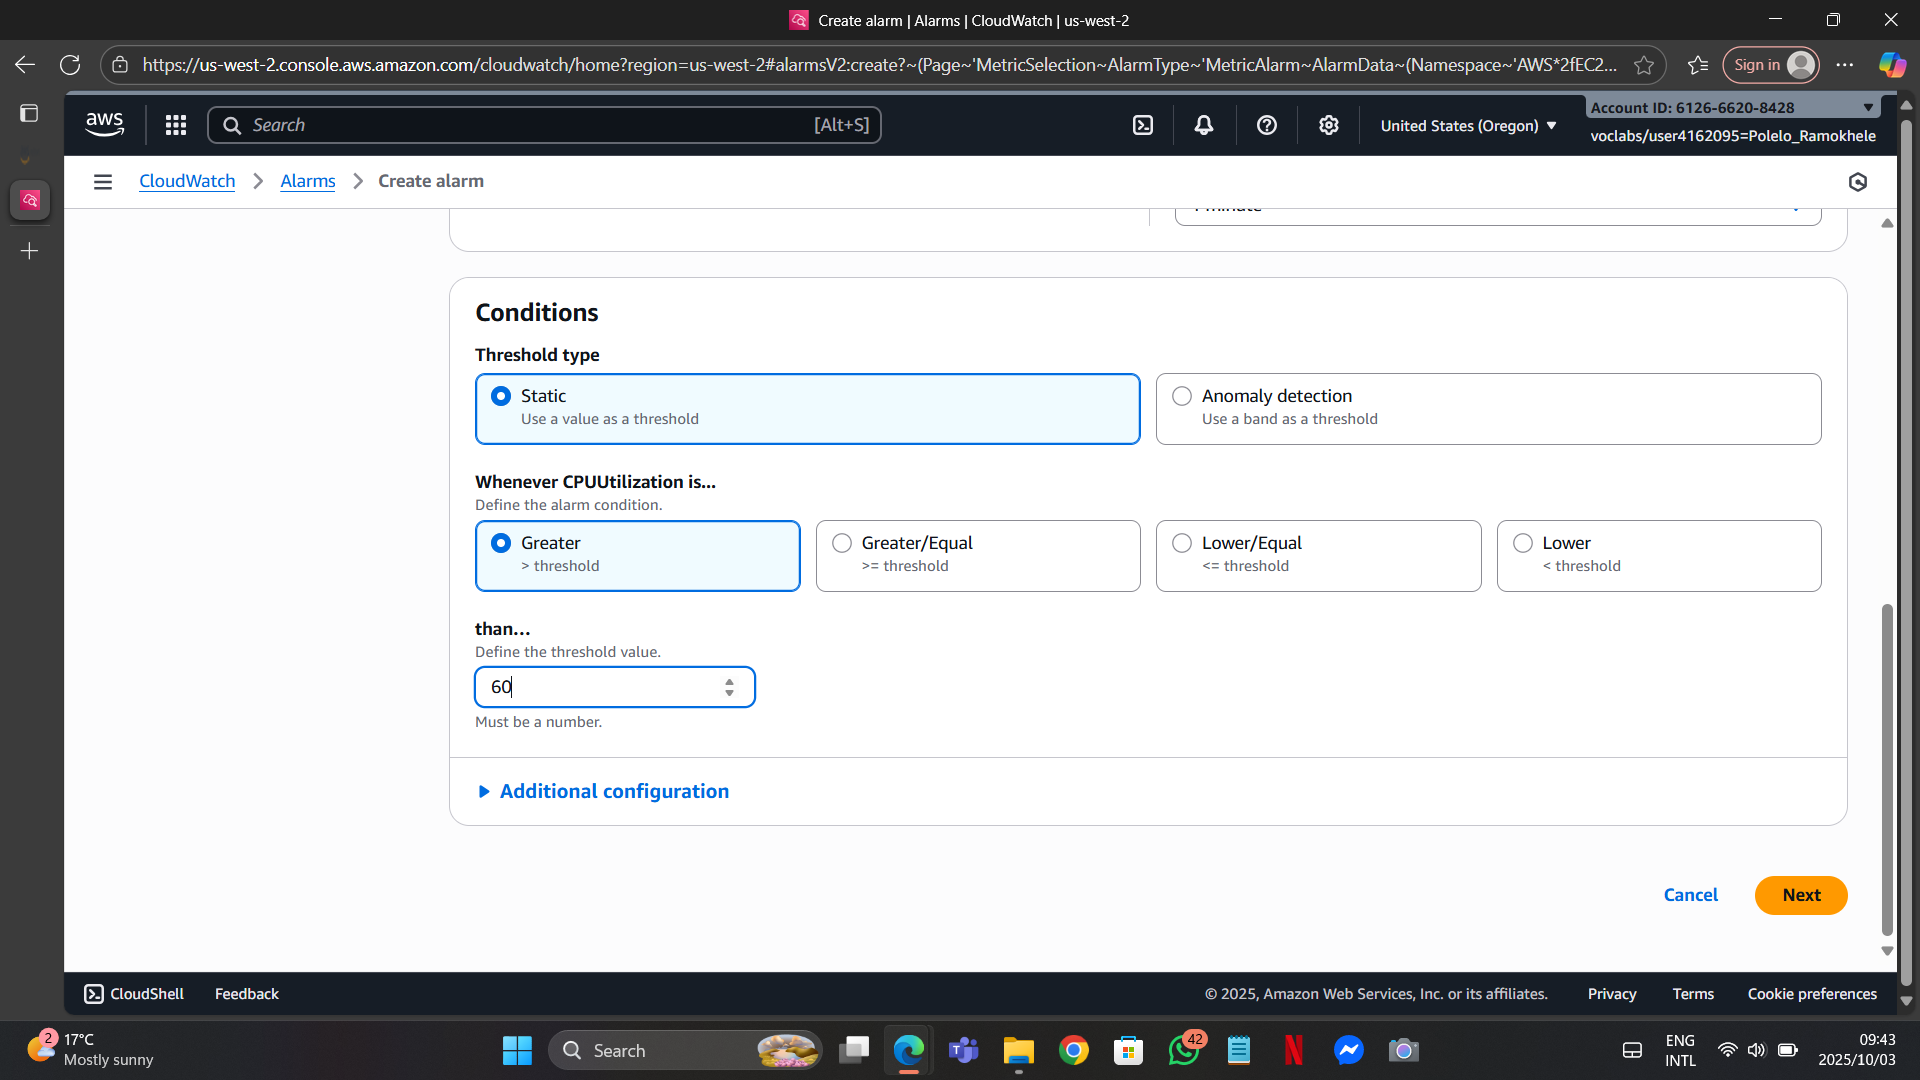 Create alarm | Alarms | CloudWatch | us-west-2
https://us-west-2.console.aws.amazon.com/cloudwatch/home?region=us-west-2#alarmsV2:create?~(Page~'MetricSelection~AlarmType~'MetricAlarm~AlarmData~(Namespace~'AWS*2fEC2...
Sign in
aws
Search
[Alt+S]
United States (Oregon)
Account ID: 6126-6620-8428
voclabs/user4162095=Polelo_Ramokhele
CloudWatch
Alarms
Create alarm
Conditions
Threshold type
Static
Use a value as a threshold
Anomaly detection
Use a band as a threshold
Whenever CPUUtilization is...
Define the alarm condition.
Greater
> threshold
Greater/Equal
>= threshold
Lower/Equal
<= threshold
Lower
< threshold
than...
Define the threshold value.
60
Must be a number.
Additional configuration
Cancel
Next
CloudShell
Feedback
© 2025, Amazon Web Services, Inc. or its affiliates.
Privacy
Terms
Cookie preferences
2
17°C
Mostly sunny
Search
42
ENG
INTL
09:43
2025/10/03